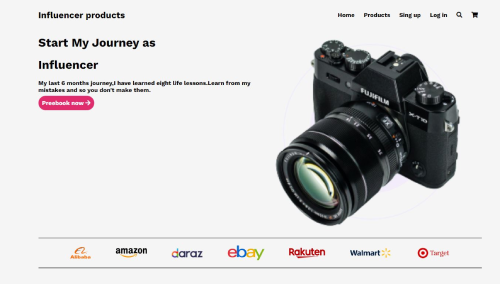 Influencer products
Home Products Sing up Log In
Start My Journey as
Influencer
My last 6 months journey,I have learned eight life lessons.Learn from my
mistakes and so you don't make them.
Preebook now
FUJIFILM
X-T10
Alibaba amazon daraz ebay Rakuten Walmart Target